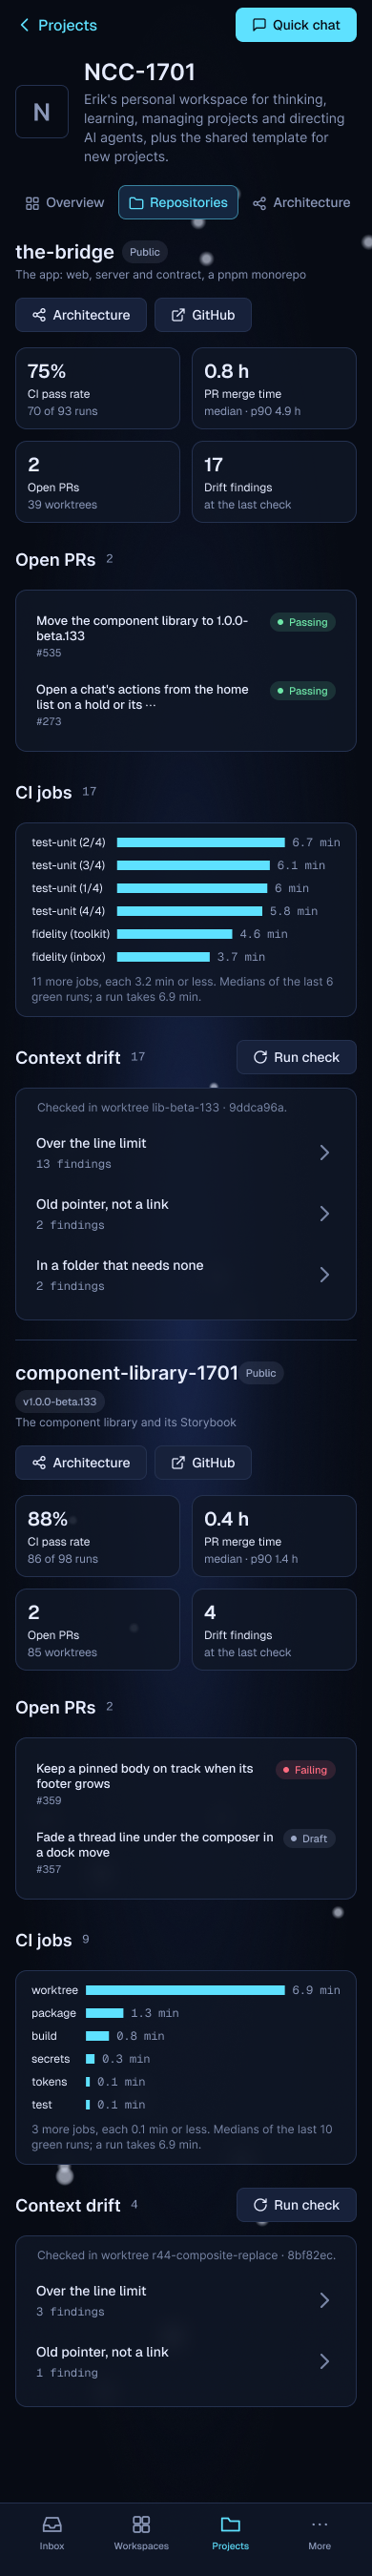 Projects
Quick chat
N
NCC-1701
Erik's personal workspace for thinking,
learning, managing projects and directing
AI agents, plus the shared template for
new projects.
Overview
Repositories
Architecture
the-bridge
Public
The app: web, server and contract, a pnpm monorepo
Architecture
GitHub
75%
CI pass rate
70 of 93 runs
0.8 h
PR merge time
median · p90 4.9 h
2
Open PRs
39 worktrees
17
Drift findings
at the last check
Open PRs 2
Move the component library to 1.0.0-
beta.133
#535
Passing
Open a chat's actions from the home
list on a hold or its ···
#273
Passing
CI jobs 17
test-unit (2/4) 6.7 min
test-unit (3/4) 6.1 min
test-unit (1/4) 6 min
test-unit (4/4) 5.8 min
fidelity (toolkit) 4.6 min
fidelity (inbox) 3.7 min
11 more jobs, each 3.2 min or less. Medians of the last 6
green runs; a run takes 6.9 min.
Context drift 17
Run check
Checked in worktree lib-beta-133 · 9ddca96a.
Over the line limit
13 findings
Old pointer, not a link
2 findings
In a folder that needs none
2 findings
component-library-1701
Public
v1.0.0-beta.133
The component library and its Storybook
Architecture
GitHub
88%
CI pass rate
86 of 98 runs
0.4 h
PR merge time
median · p90 1.4 h
2
Open PRs
85 worktrees
4
Drift findings
at the last check
Open PRs 2
Keep a pinned body on track when its
footer grows
#359
Failing
Fade a thread line under the composer in
a dock move
#357
Draft
CI jobs 9
worktree 6.9 min
package 1.3 min
build 0.8 min
secrets 0.3 min
tokens 0.1 min
test 0.1 min
3 more jobs, each 0.1 min or less. Medians of the last 10
green runs; a run takes 6.9 min.
Context drift 4
Run check
Checked in worktree r44-composite-replace · 8bf82ec.
Over the line limit
3 findings
Old pointer, not a link
1 finding
Inbox
Workspaces
Projects
More